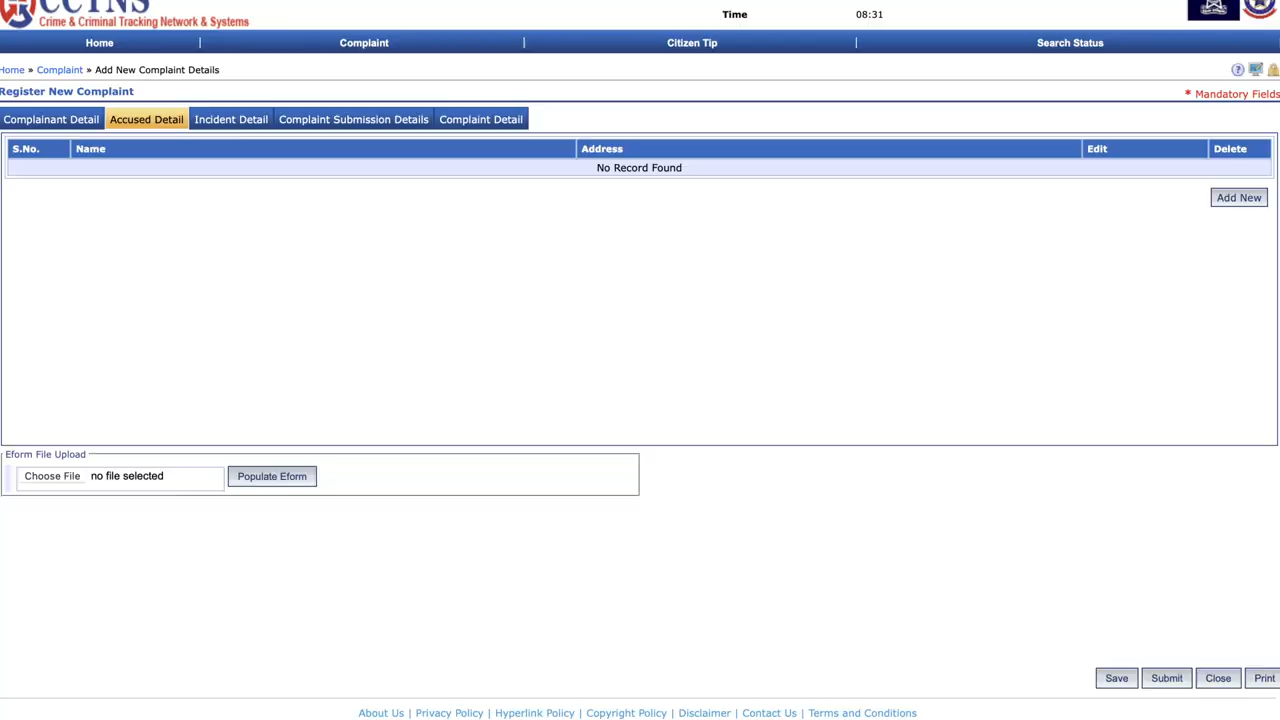 CCTNS
Crime & Criminal Tracking Network & Systems
Time 08:31
Home | Complaint | Citizen Tip | Search Status
Home » Complaint » Add New Complaint Details
Register New Complaint
* Mandatory Fields
Complainant Detail Accused Detail Incident Detail Complaint Submission Details Complaint Detail
S.No. Name Address Edit Delete
No Record Found
Add New
Eform File Upload
Choose File no file selected Populate Eform
Save Submit Close Print
About Us | Privacy Policy | Hyperlink Policy | Copyright Policy | Disclaimer | Contact Us | Terms and Conditions